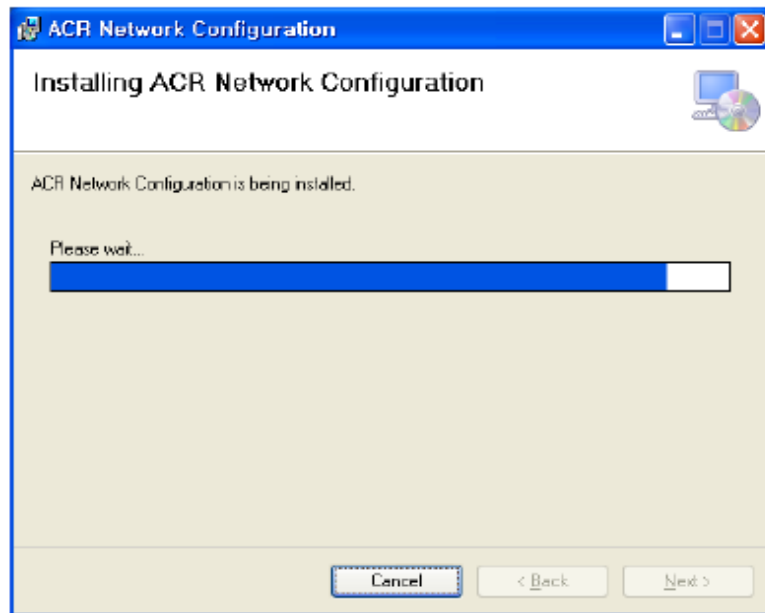 ACR Network Configuration
Installing ACR Network Configuration
ACR Network Configuration is being installed.
Please wait...
Cancel
< Back
Next >